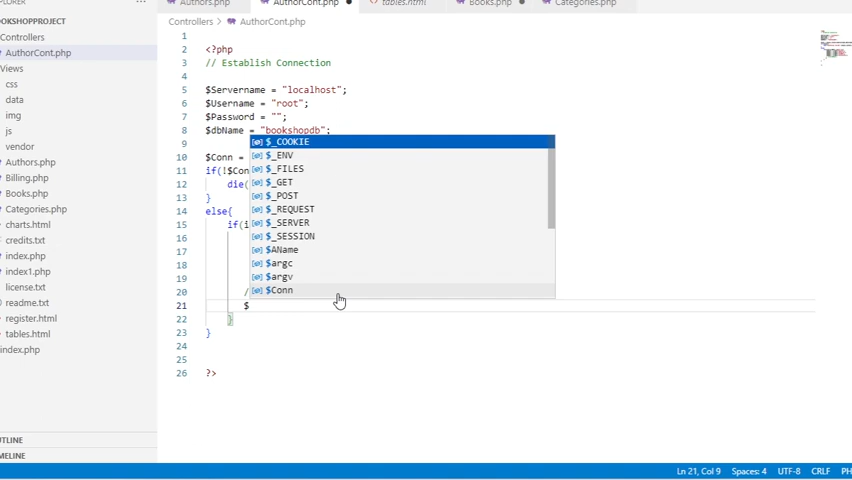 PLORER ...
Authors.php
AuthorCont.php
tables.html
Books.php
Categories.php
OOKSHOPPROJECT
Controllers
AuthorCont.php
Views
css
data
img
js
vendor
Authors.php
Billing.php
Books.php
Categories.php
charts.html
credits.txt
index.php
index1.php
license.txt
readme.txt
register.html
tables.html
index.php
UTLINE
MELINE
Controllers > AuthorCont.php
1
2 <?php
3 // Establish Connection
4
5 $Servername = "localhost";
6 $Username = "root";
7 $Password = "";
8 $dbName = "bookshopdb";
9
10 $Conn =
11 if(!$Con
12 die(
13 }
14 else{
15 if(i
16
17
18
19
20 /
21 $
22 }
23 }
24
25
26 ?>
$_COOKIE
$_ENV
$_FILES
$_GET
$_POST
$_REQUEST
$_SERVER
$_SESSION
$AName
$argc
$argv
$Conn
Ln 21, Col 9 Spaces: 4 UTF-8 CRLF PH